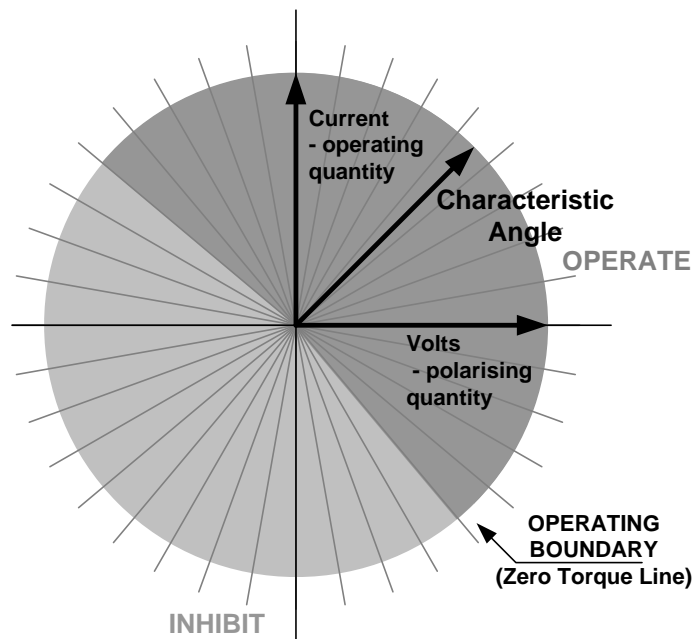 Current
- operating
quantity
Characteristic
Angle
OPERATE
Volts
- polarising
quantity
OPERATING
BOUNDARY
(Zero Torque Line)
INHIBIT